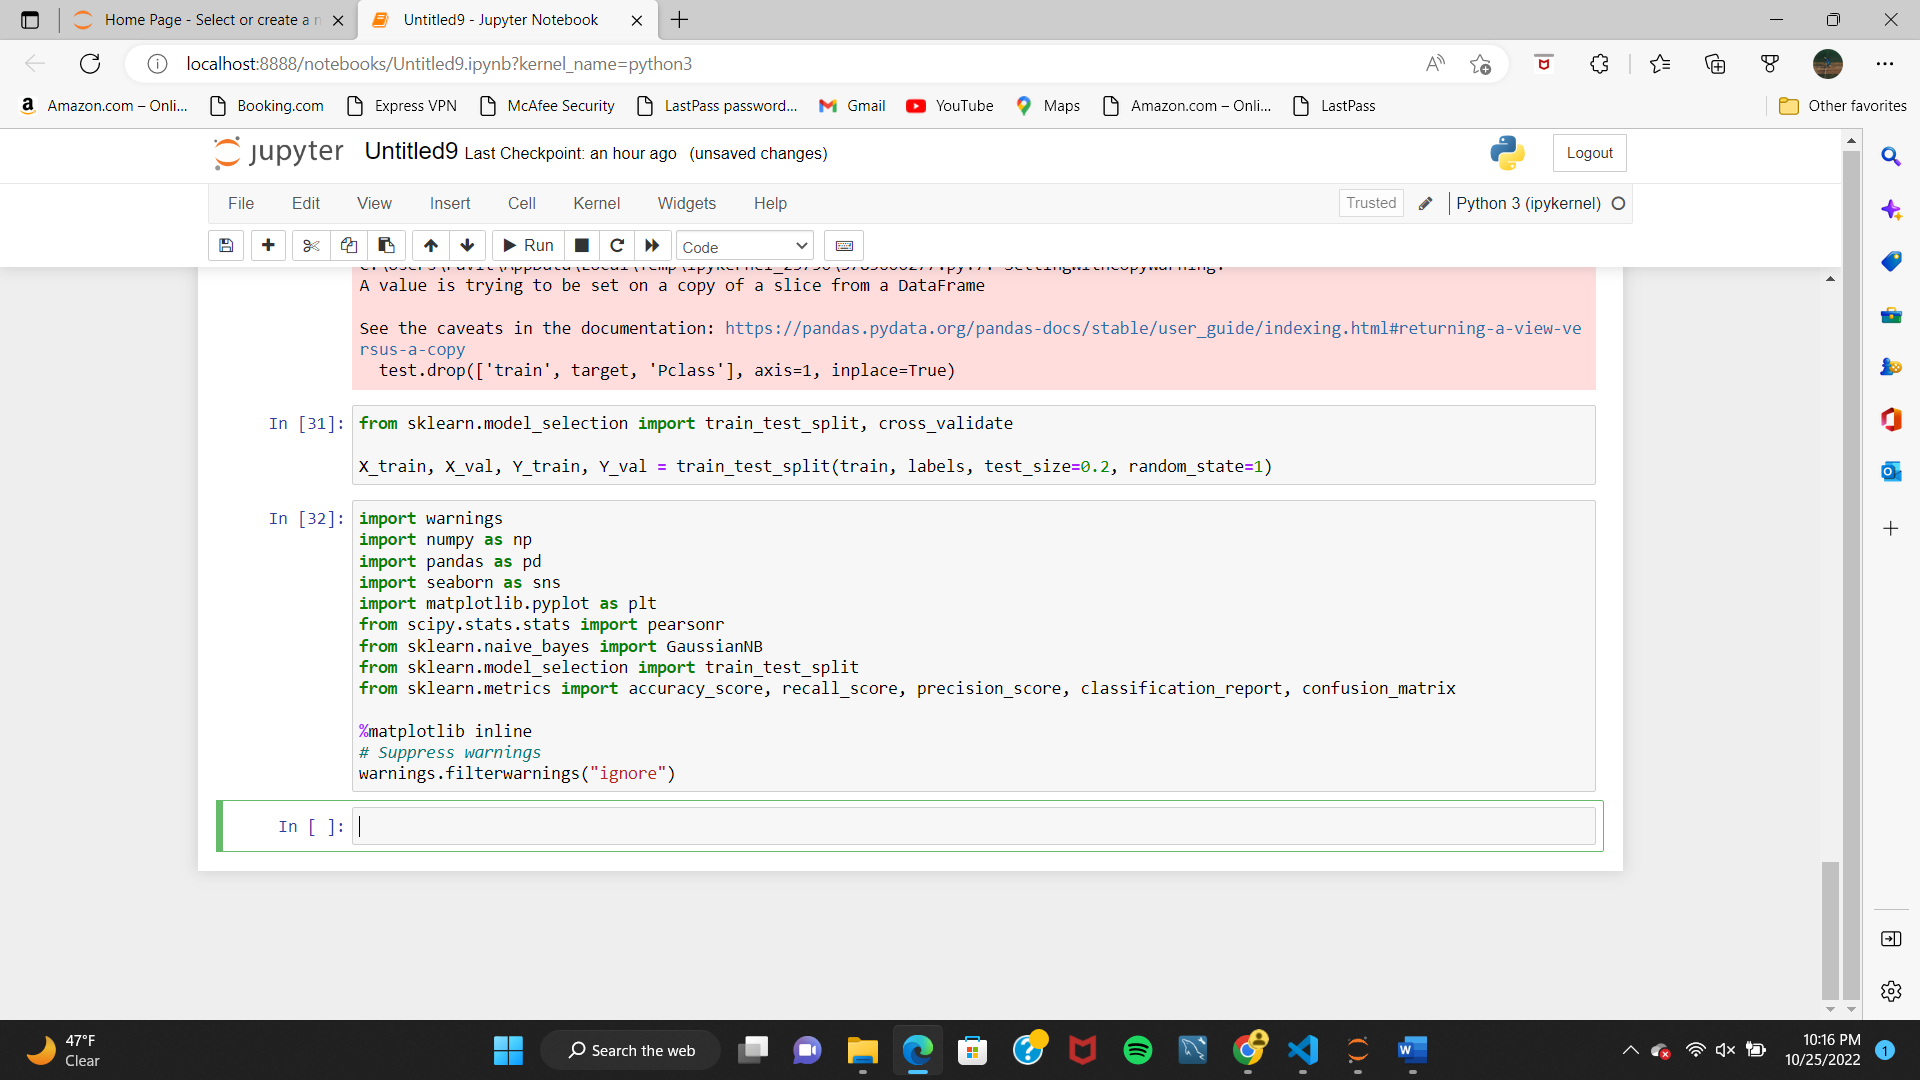 Home Page - Select or create a n
Untitled9 - Jupyter Notebook
localhost:8888/notebooks/Untitled9.ipynb?kernel_name=python3
Amazon.com – Onli...
Booking.com
Express VPN
McAfee Security
LastPass password...
Gmail
YouTube
Maps
Amazon.com – Onli...
LastPass
Other favorites
jupyter Untitled9 Last Checkpoint: an hour ago (unsaved changes)
Logout
File Edit View Insert Cell Kernel Widgets Help
Trusted
Python 3 (ipykernel)
Run
Code
A value is trying to be set on a copy of a slice from a DataFrame
See the caveats in the documentation: https://pandas.pydata.org/pandas-docs/stable/user_guide/indexing.html#returning-a-view-ve
rsus-a-copy
test.drop(['train', target, 'Pclass'], axis=1, inplace=True)
In [31]: from sklearn.model_selection import train_test_split, cross_validate
X_train, X_val, Y_train, Y_val = train_test_split(train, labels, test_size=0.2, random_state=1)
In [32]: import warnings
import numpy as np
import pandas as pd
import seaborn as sns
import matplotlib.pyplot as plt
from scipy.stats.stats import pearsonr
from sklearn.naive_bayes import GaussianNB
from sklearn.model_selection import train_test_split
from sklearn.metrics import accuracy_score, recall_score, precision_score, classification_report, confusion_matrix
%matplotlib inline
# Suppress warnings
warnings.filterwarnings("ignore")
In [ ]:
47°F
Clear
Search the web
10:16 PM
10/25/2022
1